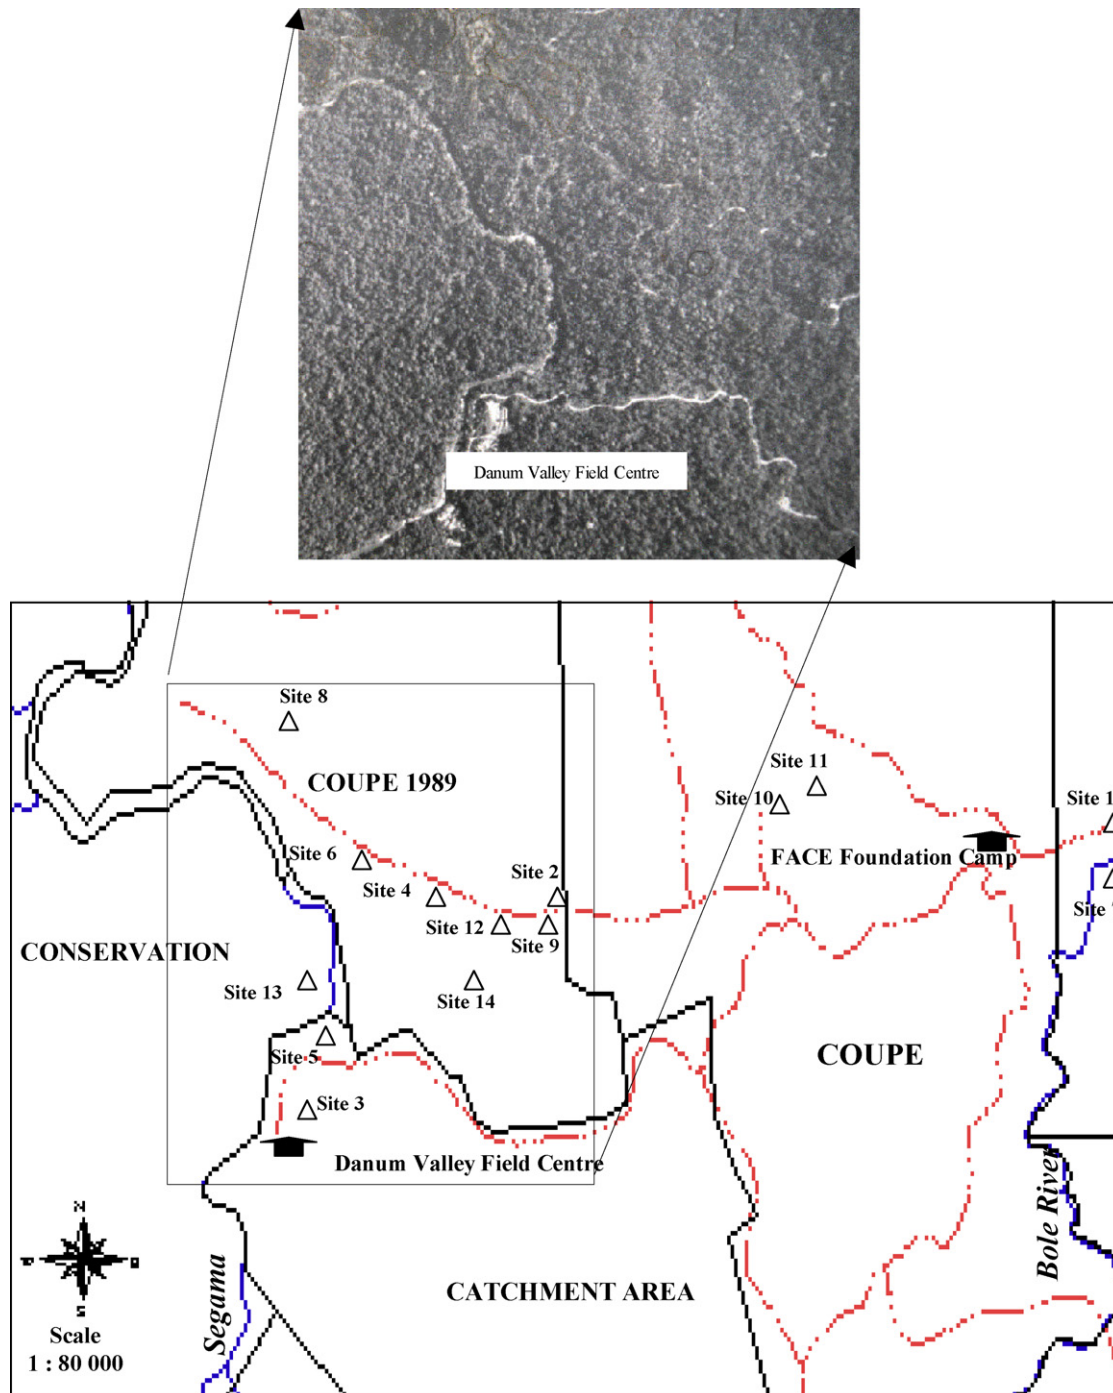 Danum Valley Field Centre
Site 8
COUPE 1989
Site 11
Site 10
Site 1
FACE Foundation Camp
Site 6
Site 4
Site 2
Site
Site 12
Site 9
CONSERVATION
Site 13
Site 14
Site 5
COUPE
Site 3
Danum Valley Field Centre
Bole River
Segama
CATCHMENT AREA
N
S
Scale
1 : 80 000